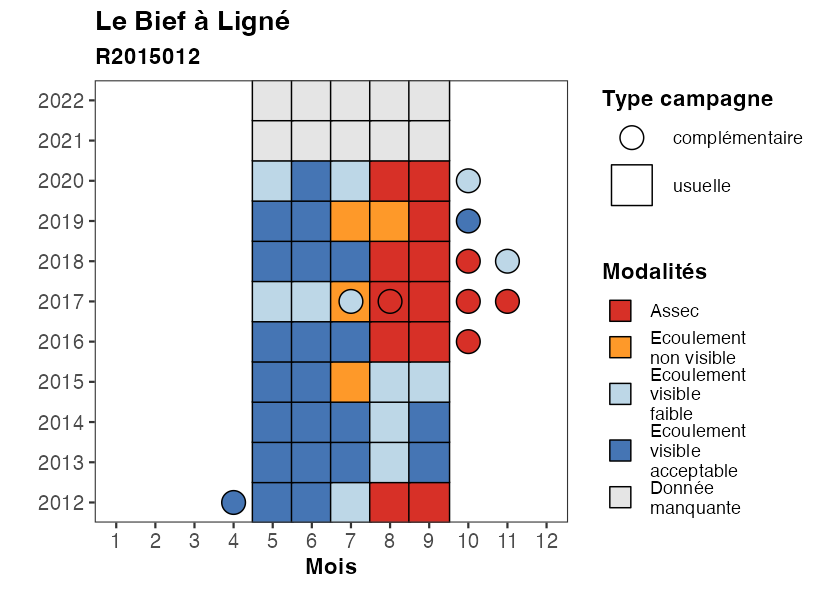 Le Bief à Ligné
R2015012
2022
2021
2020
2019
2018
2017
2016
2015
2014
2013
2012
1 2 3 4 5 6 7 8 9 10 11 12
Mois
Type campagne
complémentaire
usuelle
Modalités
Assec
Ecoulement
non visible
Ecoulement
visible
faible
Ecoulement
visible
acceptable
Donnée
manquante